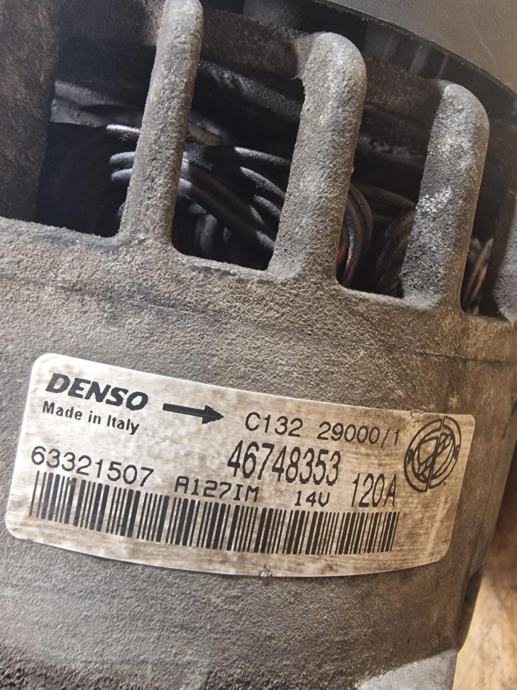 DENSO
Made in Italy
C132 29000/1
46748353
63321507 A127IM 14V 120A